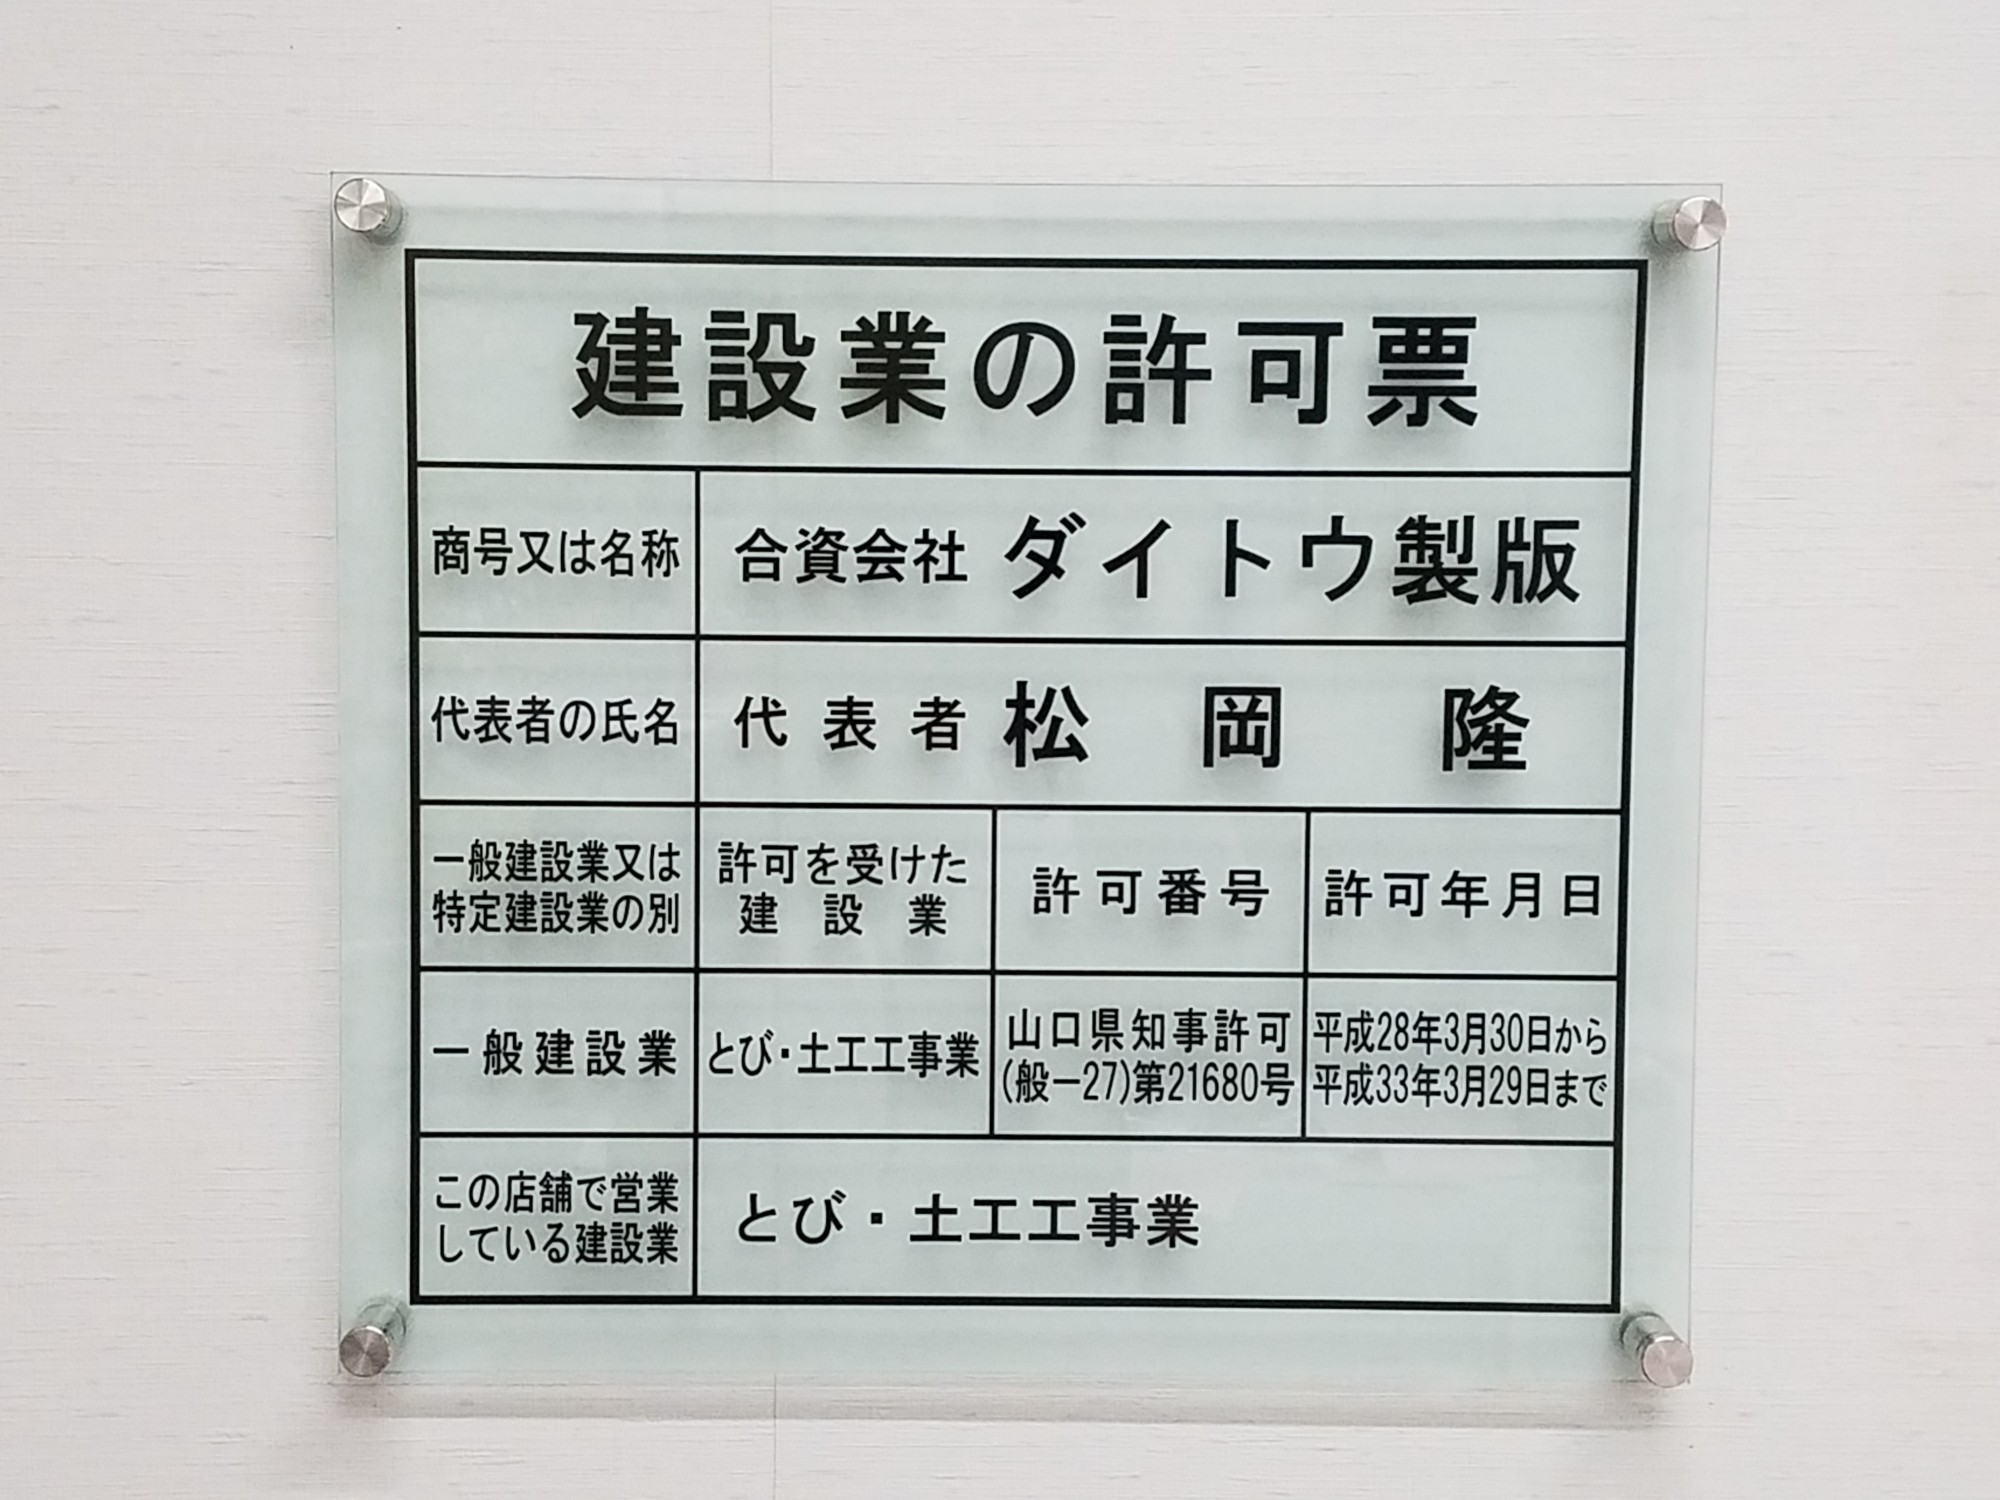 建設業の許可票
商号又は名称
合資会社 ダイトウ製版
代表者の氏名
代表者 松岡隆
一般建設業又は
特定建設業の別
許可を受けた
建設業
許可番号
許可年月日
一般建設業
とび・土工工事業
山口県知事許可
(般ー27)第21680号
平成28年3月30日から
平成33年3月29日まで
この店舗で営業
している建設業
とび・土工工事業